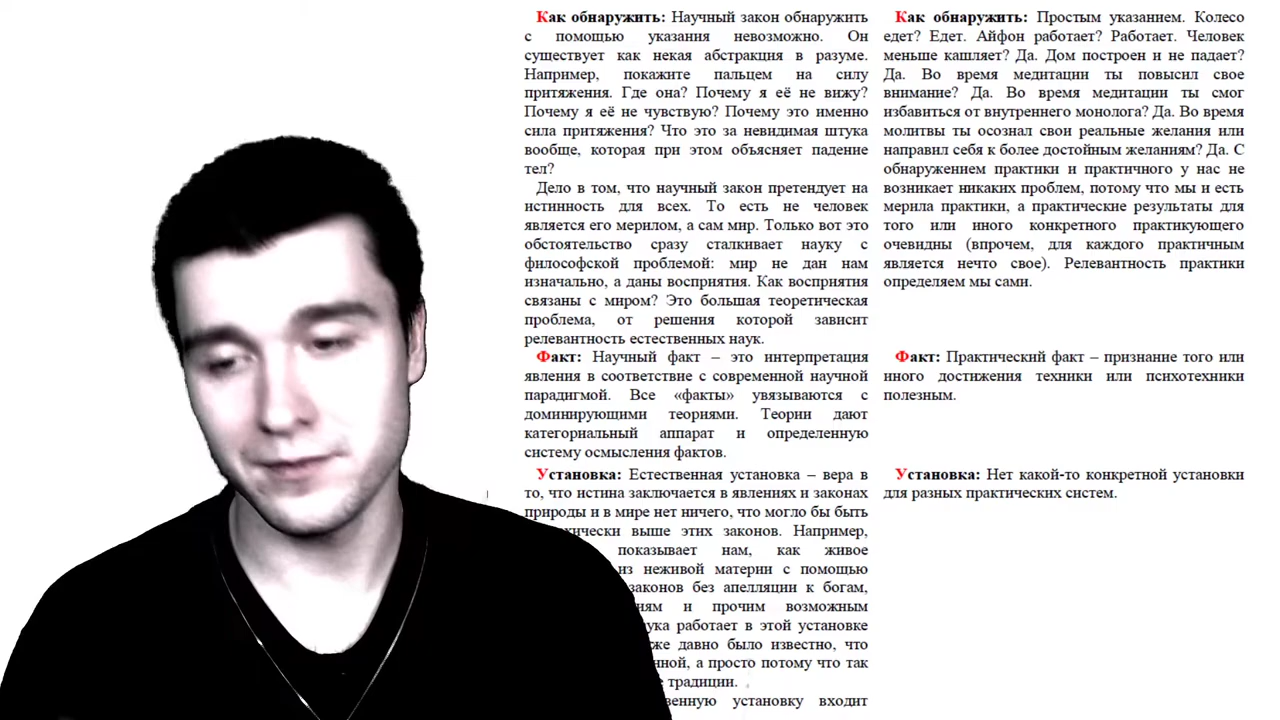 Как обнаружить: Научный закон обнаружить
с помощью указания невозможно. Он
существует как некая абстракция в разуме.
Например, покажите пальцем на силу
притяжения. Где она? Почему я её не вижу?
Почему я её не чувствую? Почему это именно
сила притяжения? Что это за невидимая штука
вообще, которая при этом объясняет падение
тел?
Дело в том, что научный закон претендует на
истинность для всех. То есть не человек
является его мерилом, а сам мир. Только вот это
обстоятельство сразу сталкивает науку с
философской проблемой: мир не дан нам
изначально, а даны восприятия. Как восприятия
связаны с миром? Это большая теоретическая
проблема, от решения которой зависит
релевантность естественных наук.
Факт: Научный факт – это интерпретация
явления в соответствие с современной научной
парадигмой. Все «факты» увязываются с
доминирующими теориями. Теории дают
категориальный аппарат и определенную
систему осмысления фактов.
Установка: Естественная установка – вера в
то, что истина заключается в явлениях и законах
природы и в мире нет ничего, что могло бы быть
выше этих законов. Например,
показывает нам, как живое
из неживой материи с помощью
законов без апелляции к богам,
и прочим возможным
работает в этой установке
давно было известно, что
а просто потому что так
традиции.
установку входит
Как обнаружить: Простым указанием. Колесо
едет? Едет. Айфон работает? Работает. Человек
меньше кашляет? Да. Дом построен и не падает?
Да. Во время медитации ты повысил свое
внимание? Да. Во время медитации ты смог
избавиться от внутреннего монолога? Да. Во время
молитвы ты осознал свои реальные желания или
направил себя к более достойным желаниям? Да. С
обнаружением практики и практичного у нас не
возникает никаких проблем, потому что мы и есть
мерила практики, а практические результаты для
того или иного конкретного практикующего
очевидны (впрочем, для каждого практичным
является нечто свое). Релевантность практики
определяем мы сами.
Факт: Практический факт – признание того или
иного достижения техники или психотехники
полезным.
Установка: Нет какой-то конкретной установки
для разных практических систем.